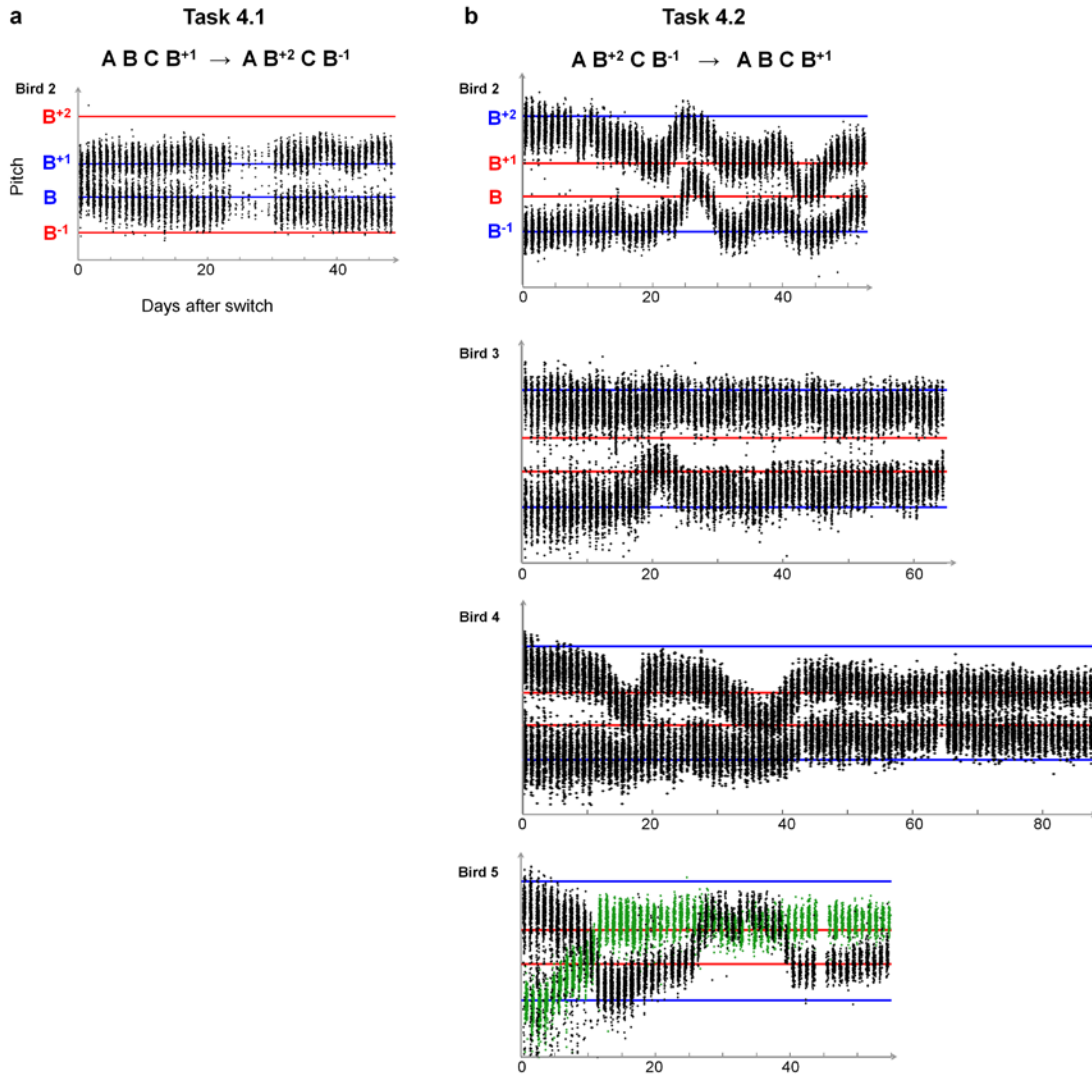 a
Task 4.1
A B C B+1 → A B+2 C B-1
Bird 2
B+2
B+1
B
B-1
Pitch
0 20 40
Days after switch
b
Task 4.2
A B+2 C B-1 → A B C B+1
Bird 2
B+2
B+1
B
B-1
0 20 40
Bird 3
0 20 40 60
Bird 4
0 20 40 60 80
Bird 5
0 20 40